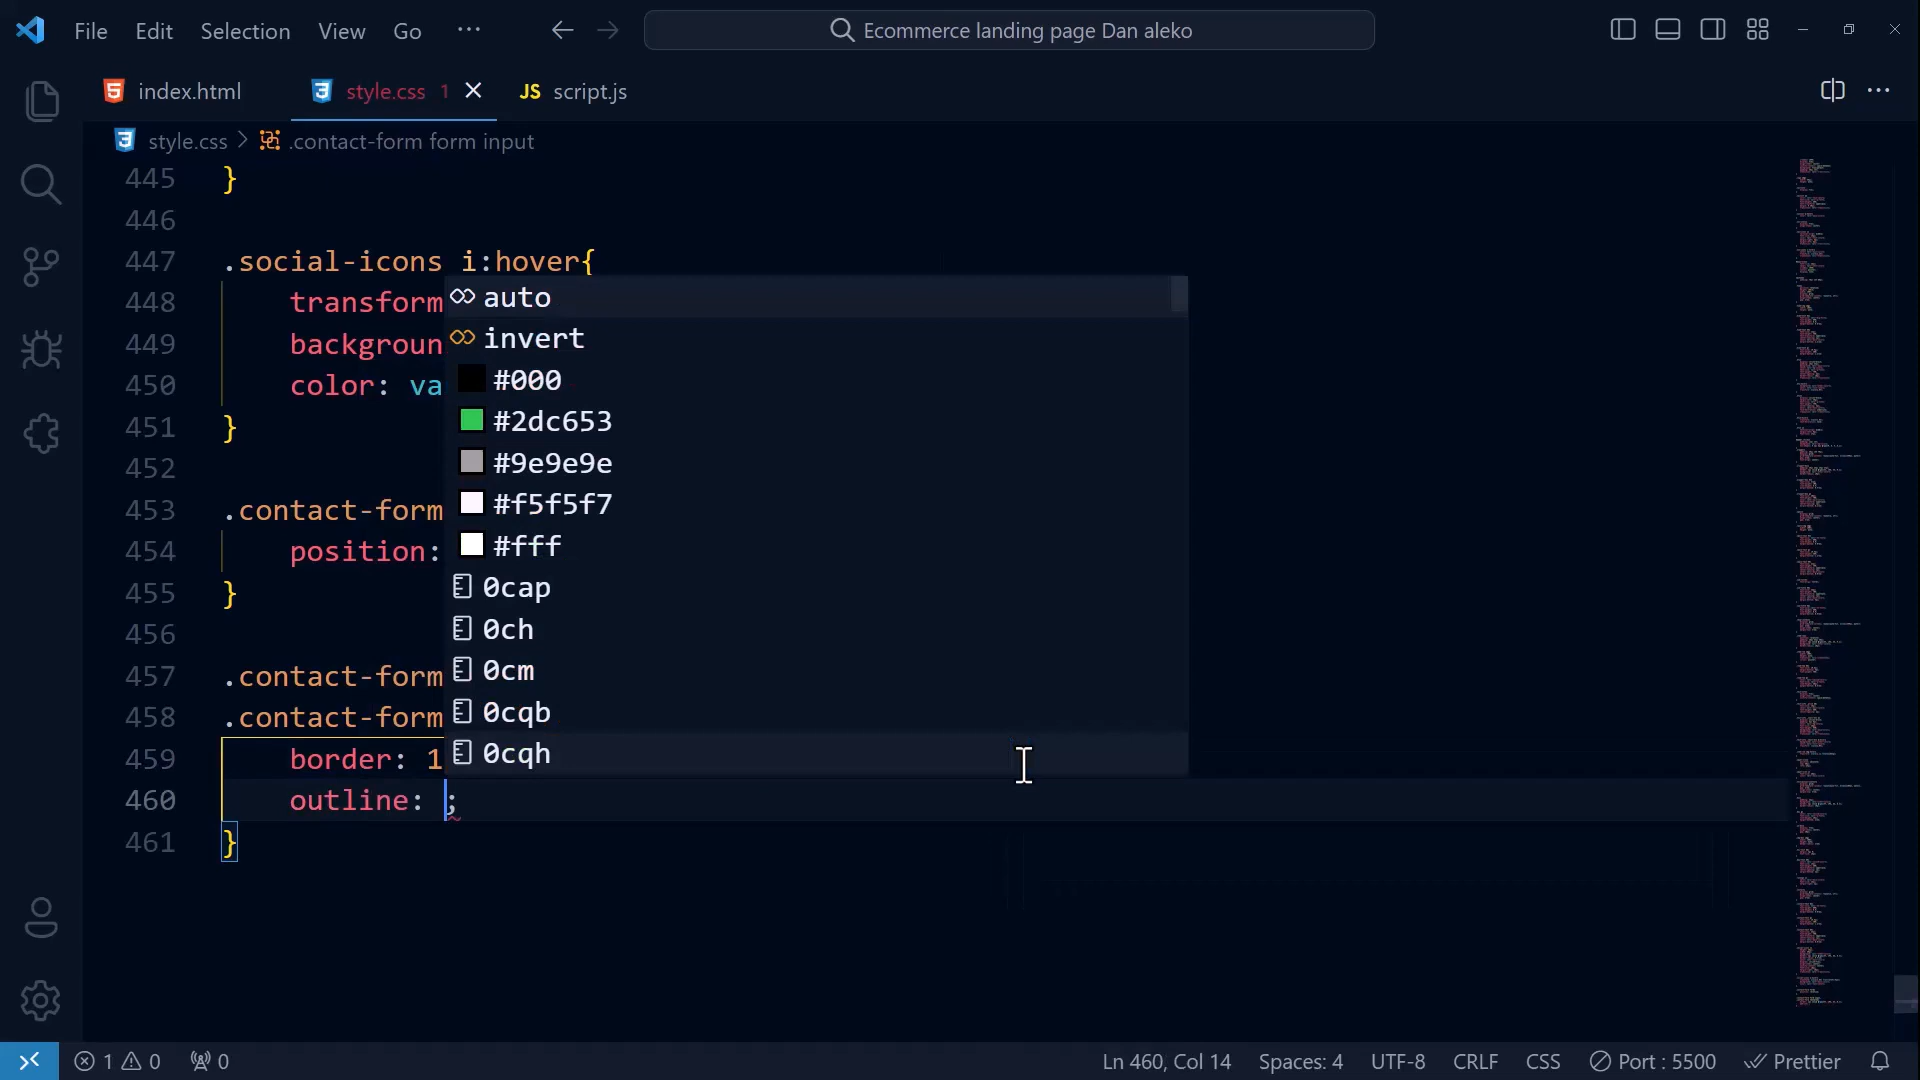 File Edit Selection View Go ··· Ecommerce landing page Dan aleko
index.html style.css 1 JS script.js
style.css > .contact-form form input
445 }
446
447 .social-icons i:hover{
448 transform
449 backgroun
450 color: va
451 }
452
453 .contact-form
454 position:
455 }
456
457 .contact-form
458 .contact-form
459 border: 1
460 outline: ;
461 }
auto
invert
#000
#2dc653
#9e9e9e
#f5f5f7
#fff
0cap
0ch
0cm
0cqb
0cqh
1 0 0 Ln 460, Col 14 Spaces: 4 UTF-8 CRLF CSS Port : 5500 Prettier